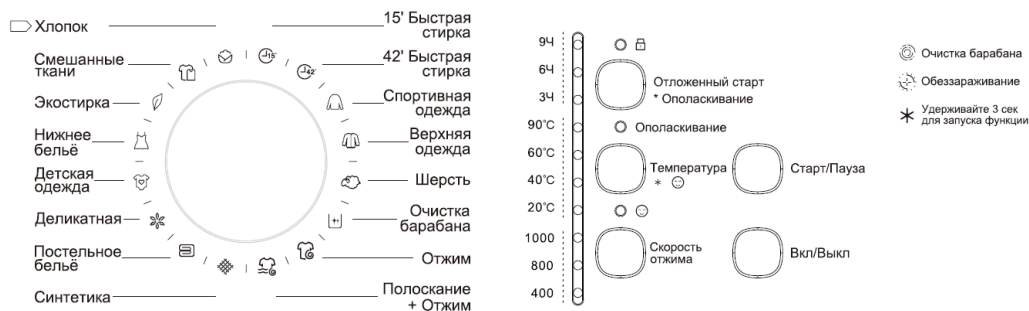 Хлопок
Смешанные
ткани
Экостирка
Нижнее
бельё
Детская
одежда
Деликатная
Постельное
бельё
Синтетика
15' Быстрая
стирка
42' Быстрая
стирка
Спортивная
одежда
Верхняя
одежда
Шерсть
Очистка
барабана
Отжим
Полоскание
+ Отжим
15'
42'
9Ч
6Ч
3Ч
90°C
60°C
40°C
20°C
1000
800
400
Отложенный старт
* Ополаскивание
Ополаскивание
Температура
*
Скорость
отжима
Старт/Пауза
Вкл/Выкл
Очистка барабана
Обеззараживание
* Удерживайте 3 сек
для запуска функции